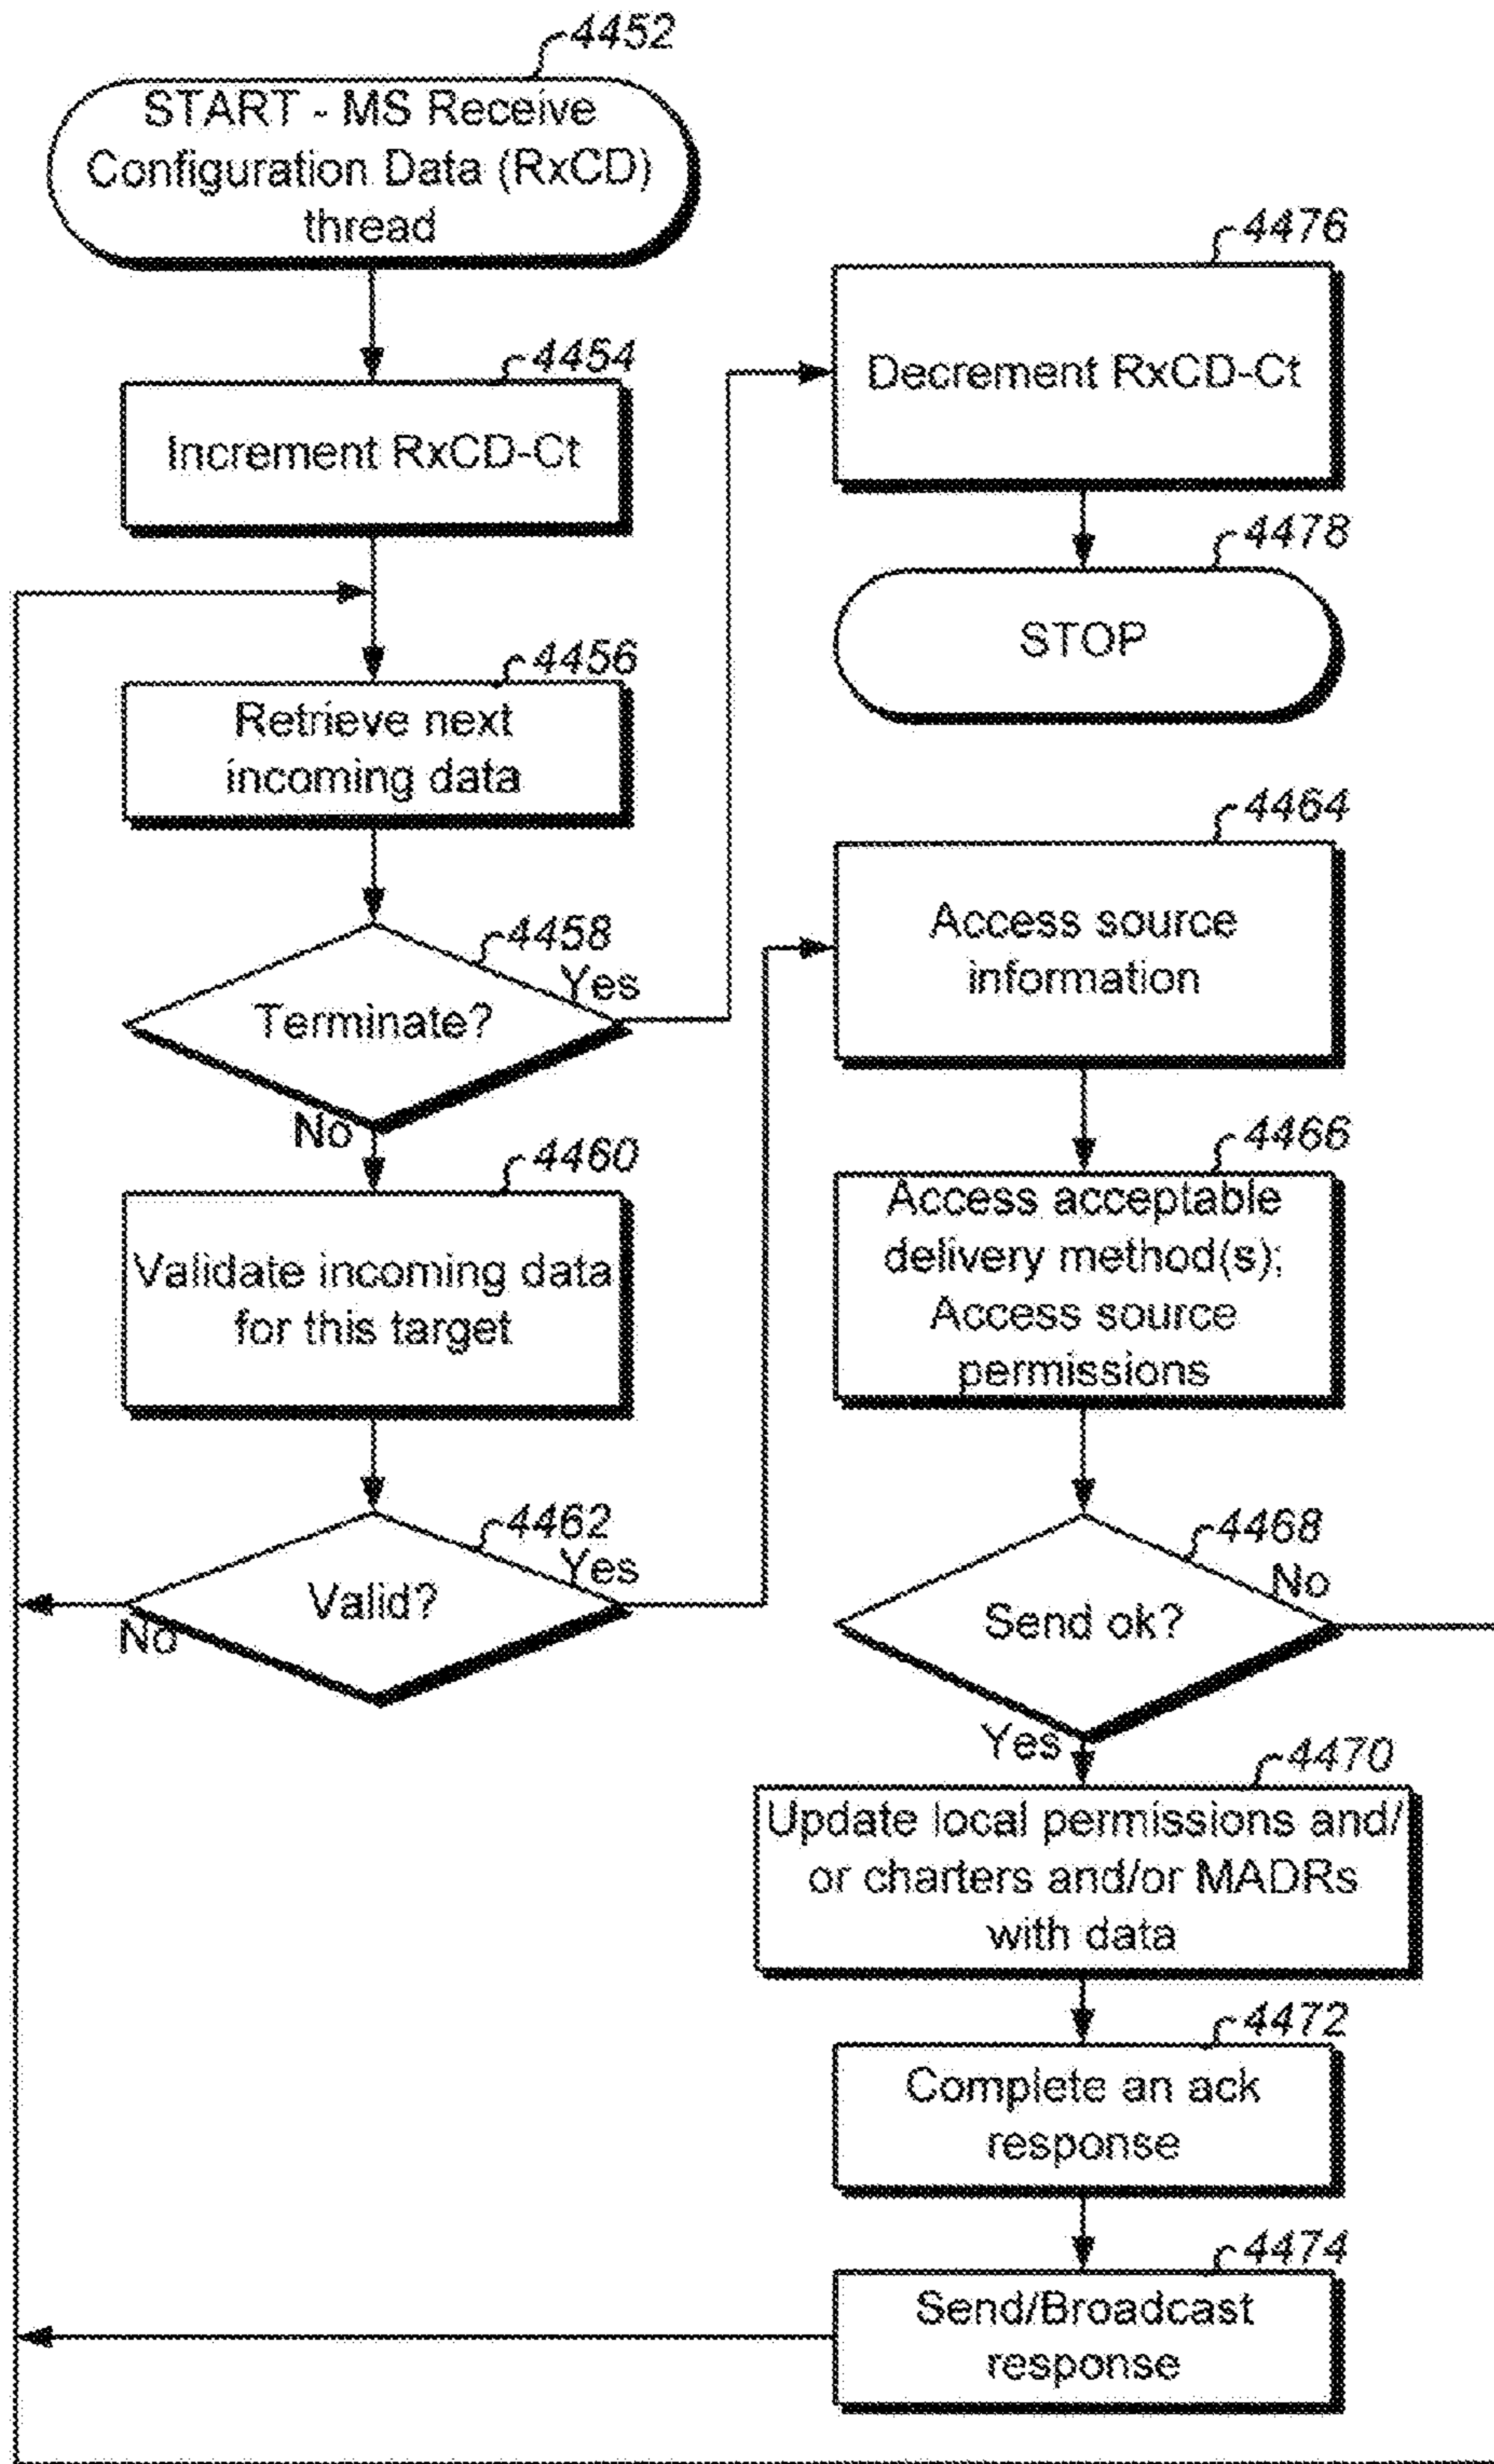 4452
START - MS Receive
Configuration Data (RxCD)
thread
4454
Increment RxCD-Ct
4456
Retrieve next
incoming data
4458
Yes
Terminate?
No
4460
Validate incoming data
for this target
4462
Yes
Valid?
No
4476
Decrement RxCD-Ct
4478
STOP
4464
Access source
information
4466
Access acceptable
delivery method(s);
Access source
permissions
4468
No
Send ok?
Yes
4470
Update local permissions and/
or charters and/or MADRs
with data
4472
Complete an ack
response
4474
Send/Broadcast
response